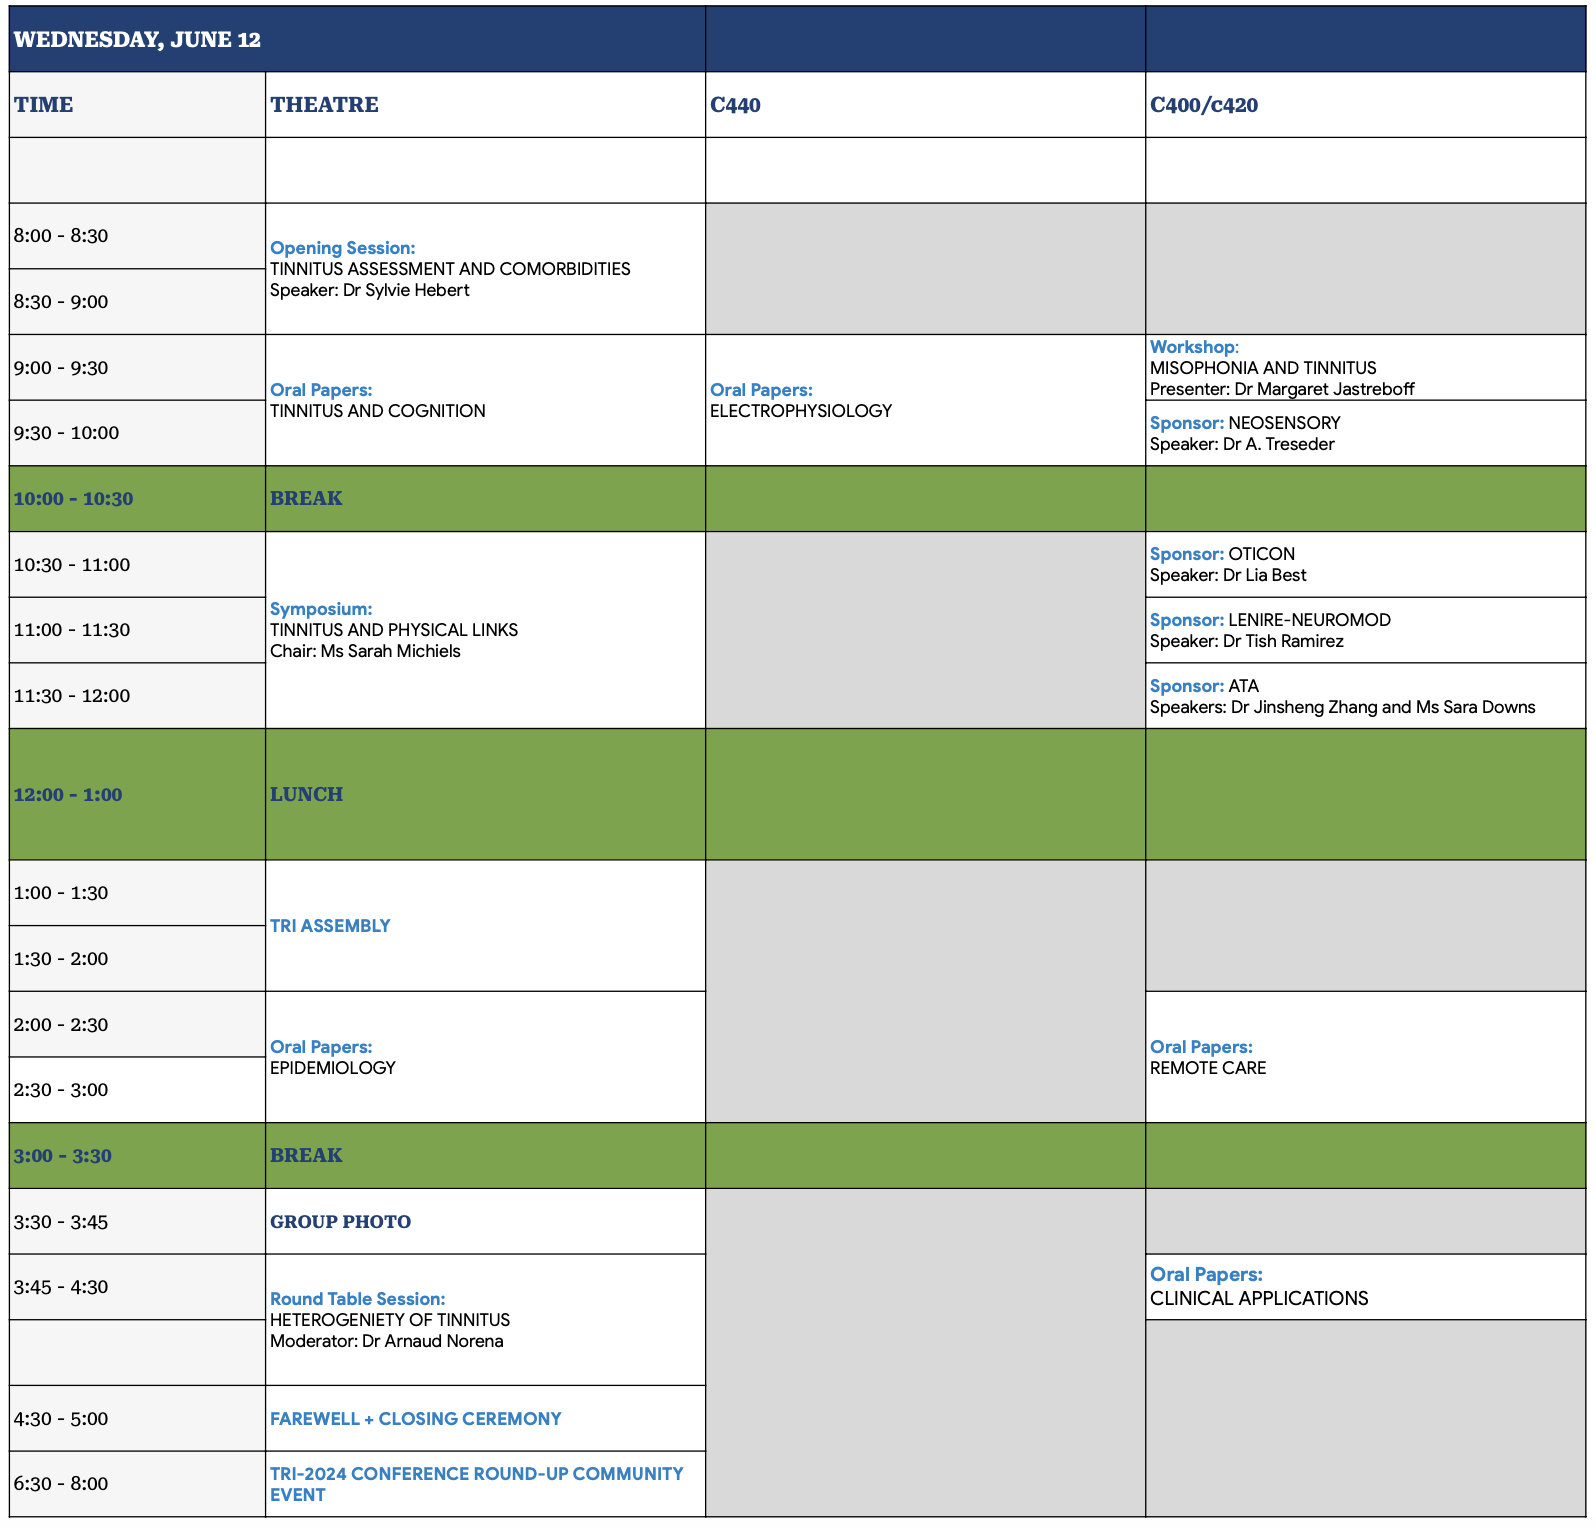 WEDNESDAY, JUNE 12
TIME
THEATRE
C440
C400/c420
8:00 - 8:30
Opening Session:
TINNITUS ASSESSMENT AND COMORBIDITIES
Speaker: Dr Sylvie Hebert
8:30 - 9:00
9:00 - 9:30
Oral Papers:
TINNITUS AND COGNITION
Oral Papers:
ELECTROPHYSIOLOGY
Workshop:
MISOPHONIA AND TINNITUS
Presenter: Dr Margaret Jastreboff
9:30 - 10:00
Sponsor: NEOSENSORY
Speaker: Dr A. Treseder
10:00 - 10:30
BREAK
10:30 - 11:00
Symposium:
TINNITUS AND PHYSICAL LINKS
Chair: Ms Sarah Michiels
Sponsor: OTICON
Speaker: Dr Lia Best
11:00 - 11:30
Sponsor: LENIRE-NEUROMOD
Speaker: Dr Tish Ramirez
11:30 - 12:00
Sponsor: ATA
Speakers: Dr Jinsheng Zhang and Ms Sara Downs
12:00 - 1:00
LUNCH
1:00 - 1:30
TRI ASSEMBLY
1:30 - 2:00
2:00 - 2:30
Oral Papers:
EPIDEMIOLOGY
Oral Papers:
REMOTE CARE
2:30 - 3:00
3:00 - 3:30
BREAK
3:30 - 3:45
GROUP PHOTO
3:45 - 4:30
Round Table Session:
HETEROGENIETY OF TINNITUS
Moderator: Dr Arnaud Norena
Oral Papers:
CLINICAL APPLICATIONS
4:30 - 5:00
FAREWELL + CLOSING CEREMONY
6:30 - 8:00
TRI-2024 CONFERENCE ROUND-UP COMMUNITY
EVENT